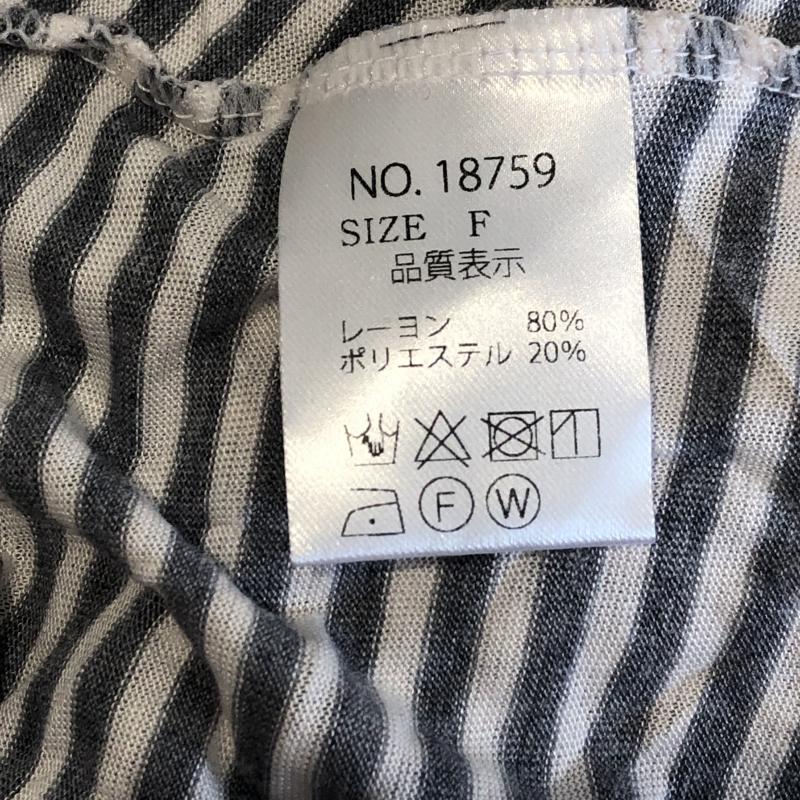 NO. 18759
SIZE F
品質表示
レーヨン 80%
ポリエステル 20%
F W